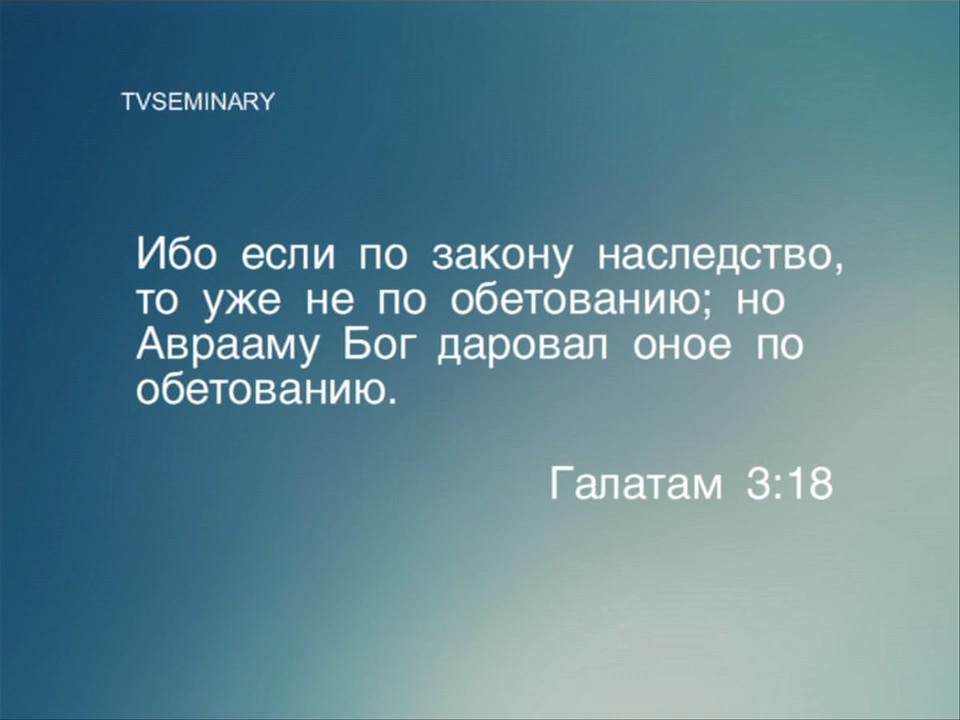 TVSEMINARY
Ибо если по закону наследство,
то уже не по обетованию; но
Аврааму Бог даровал оное по
обетованию.
Галатам 3:18